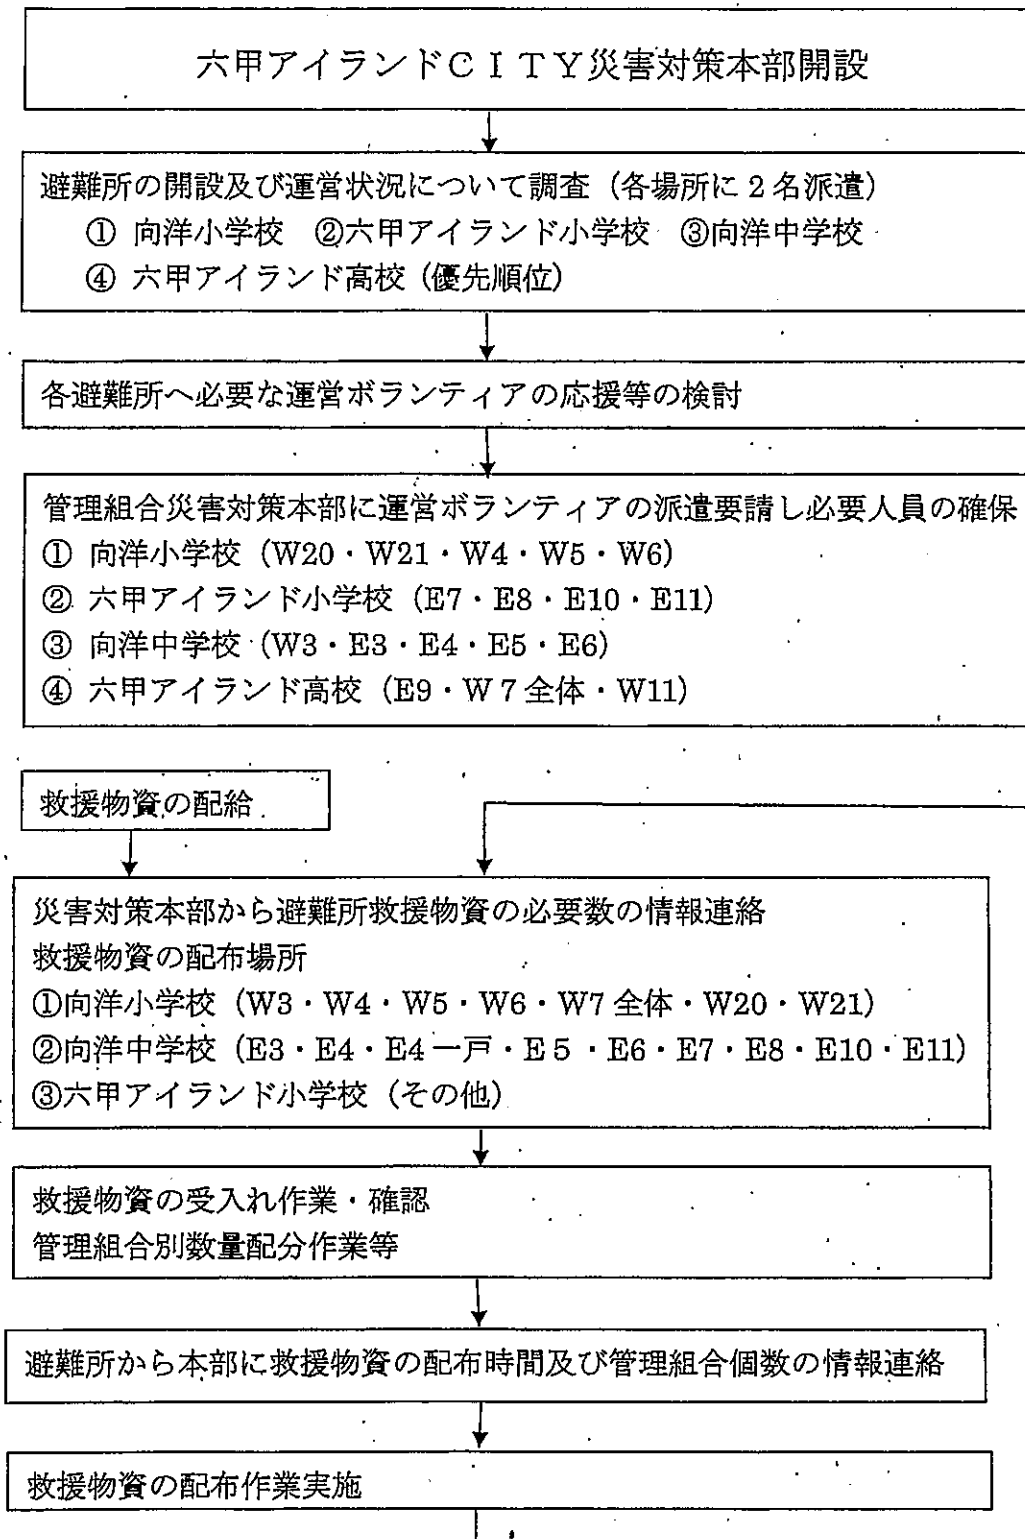 六甲アイランドCITY災害対策本部開設
避難所の開設及び運営状況について調査（各場所に2名派遣）
① 向洋小学校　②六甲アイランド小学校　③向洋中学校
④ 六甲アイランド高校（優先順位）
各避難所へ必要な運営ボランティアの応援等の検討
管理組合災害対策本部に運営ボランティアの派遣要請し必要人員の確保
① 向洋小学校（W20・W21・W4・W5・W6）
② 六甲アイランド小学校（E7・E8・E10・E11）
③ 向洋中学校（W3・E3・E4・E5・E6）
④ 六甲アイランド高校（E9・W7全体・W11）
救援物資の配給
災害対策本部から避難所救援物資の必要数の情報連絡
救援物資の配布場所
①向洋小学校（W3・W4・W5・W6・W7全体・W20・W21）
②向洋中学校（E3・E4・E4一戸・E5・E6・E7・E8・E10・E11）
③六甲アイランド小学校（その他）
救援物資の受入れ作業・確認
管理組合別数量配分作業等
避難所から本部に救援物資の配布時間及び管理組合個数の情報連絡
救援物資の配布作業実施